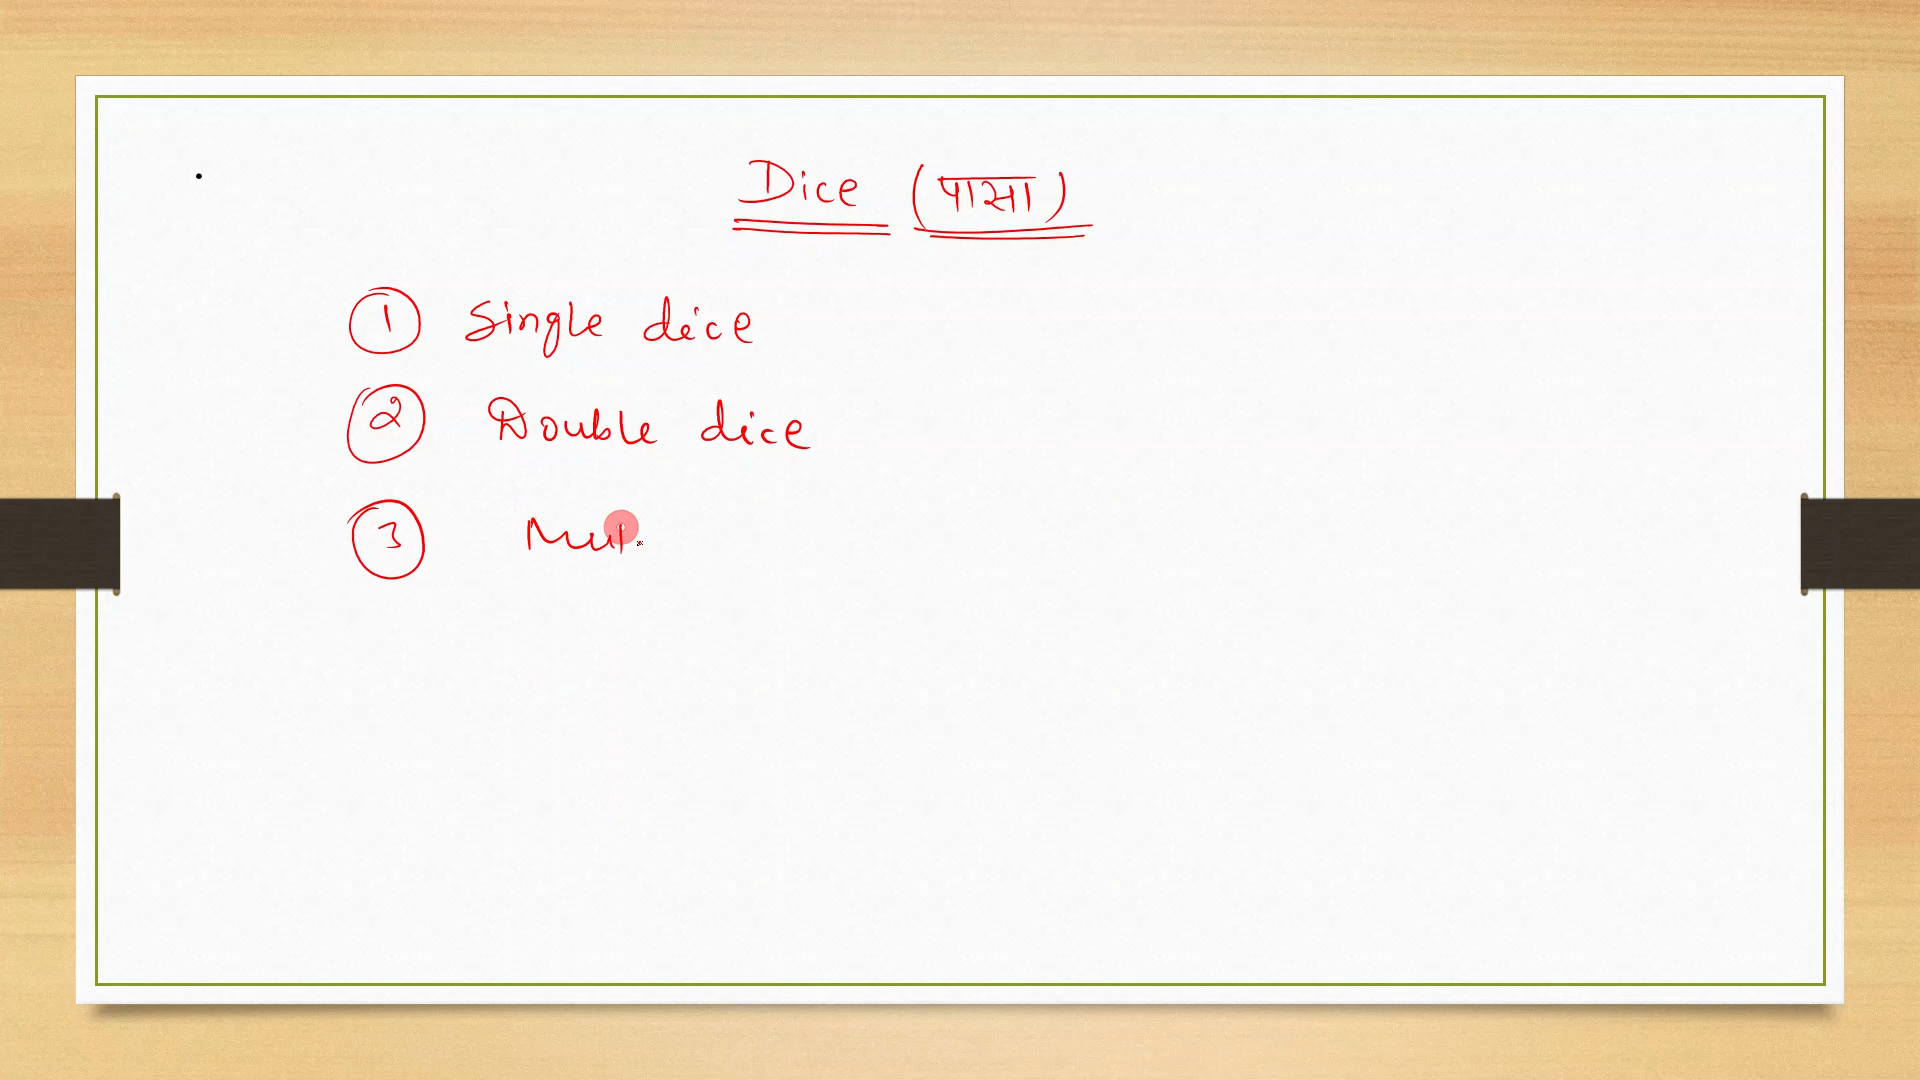 Dice (पासा)
① Single dice
② Double dice
③ Mul